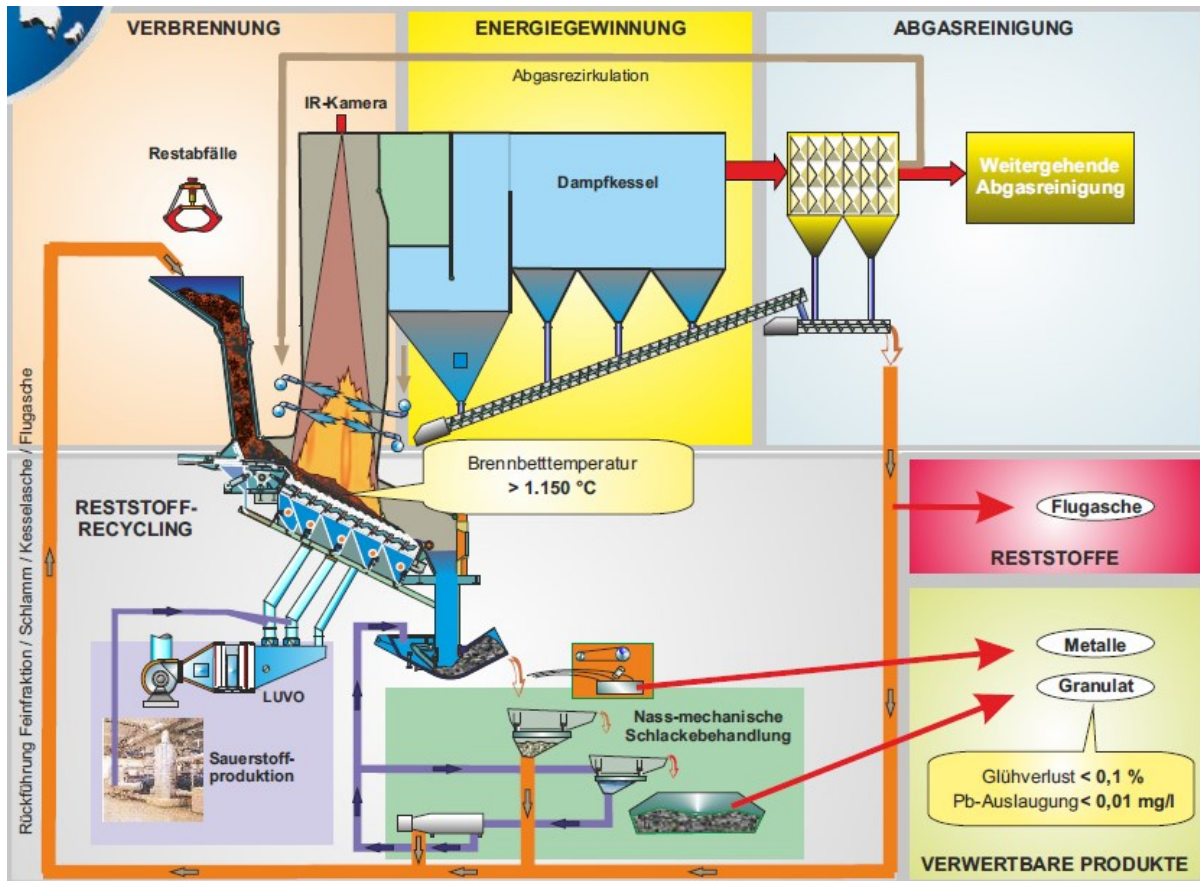 VERBRENNUNG
ENERGIEGEWINNUNG
ABGASREINIGUNG
Abgasrezirkulation
IR-Kamera
Restabfälle
Dampfkessel
Weitergehende
Abgasreinigung
Brennbetttemperatur
> 1.150 °C
RESTSTOFF-
RECYCLING
Flugasche
RESTSTOFFE
Rückführung Feinfraktion / Schlamm / Kesselasche / Flugasche
LUVO
Sauerstoff-
produktion
Nass-mechanische
Schlackebehandlung
Metalle
Granulat
Glühverlust < 0,1 %
Pb-Auslaugung < 0,01 mg/l
VERWERTBARE PRODUKTE